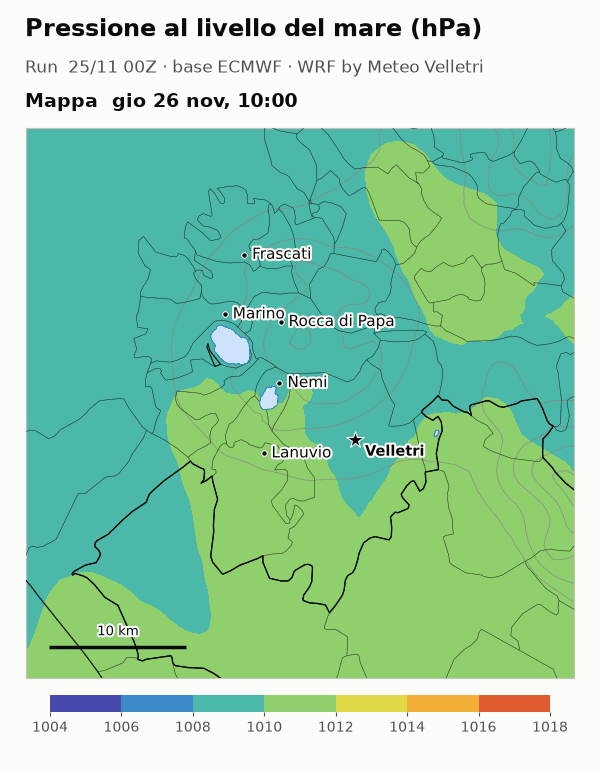 Pressione al livello del mare (hPa)
Run 25/11 00Z · base ECMWF · WRF by Meteo Velletri
Mappa gio 26 nov, 10:00
Frascati
Marino
Rocca di Papa
Nemi
Velletri
Lanuvio
10 km
1004 1006 1008 1010 1012 1014 1016 1018